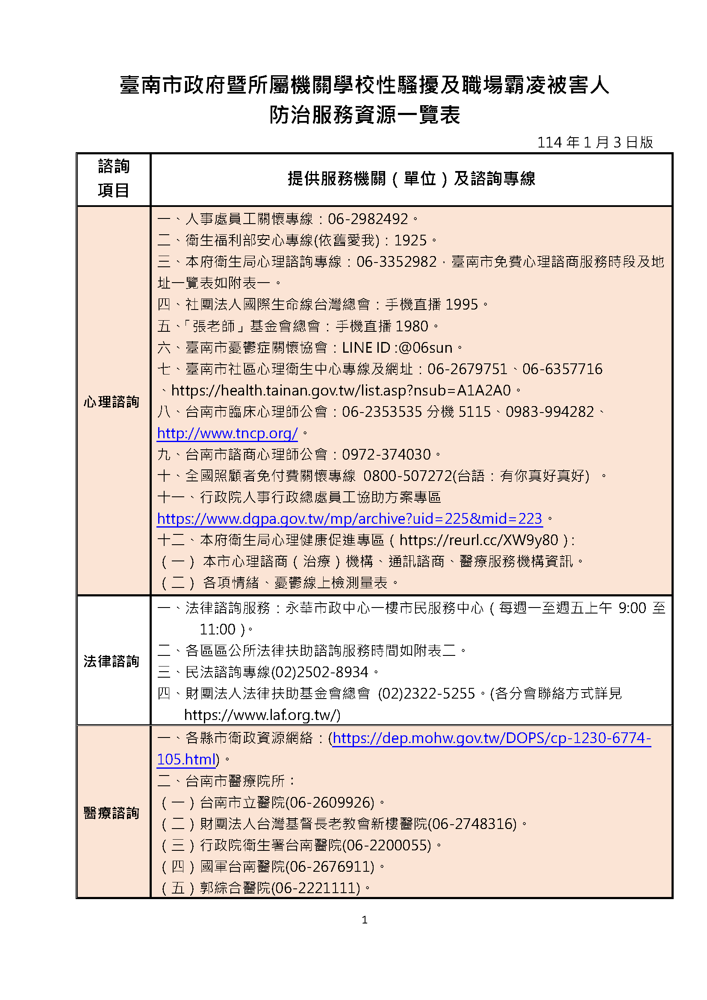 臺南市政府暨所屬機關學校性騷擾及職場霸凌被害人
防治服務資源一覽表
114 年 1 月 3 日版
諮詢
項目
提供服務機關（單位）及諮詢專線
心理諮詢
一、人事處員工關懷專線：06-2982492。
二、衛生福利部安心專線(依舊愛我)：1925。
三、本府衛生局心理諮詢專線：06-3352982，臺南市免費心理諮商服務時段及地
址一覽表如附表一。
四、社團法人國際生命線台灣總會：手機直播 1995。
五、「張老師」基金會總會：手機直播 1980。
六、臺南市憂鬱症關懷協會：LINE ID :@06sun。
七、臺南市社區心理衛生中心專線及網址：06-2679751、06-6357716
、https://health.tainan.gov.tw/list.asp?nsub=A1A2A0。
八、台南市臨床心理師公會：06-2353535 分機 5115、0983-994282、
http://www.tncp.org/。
九、台南市諮商心理師公會：0972-374030。
十、全國照顧者免付費關懷專線 0800-507272(台語：有你真好真好) 。
十一、行政院人事行政總處員工協助方案專區
https://www.dgpa.gov.tw/mp/archive?uid=225&mid=223。
十二、本府衛生局心理健康促進專區（https://reurl.cc/XW9y80）：
（一） 本市心理諮商（治療）機構、通訊諮商、醫療服務機構資訊。
（二） 各項情緒、憂鬱線上檢測量表。
法律諮詢
一、法律諮詢服務：永華市政中心一樓市民服務中心（每週一至週五上午 9:00 至
11:00）。
二、各區區公所法律扶助諮詢服務時間如附表二。
三、民法諮詢專線(02)2502-8934。
四、財團法人法律扶助基金會總會 (02)2322-5255。(各分會聯絡方式詳見
https://www.laf.org.tw/)
醫療諮詢
一、各縣市衛政資源網絡：(https://dep.mohw.gov.tw/DOPS/cp-1230-6774-
105.html)。
二、台南市醫療院所：
（一）台南市立醫院(06-2609926)。
（二）財團法人台灣基督長老教會新樓醫院(06-2748316)。
（三）行政院衛生署台南醫院(06-2200055)。
（四）國軍台南醫院(06-2676911)。
（五）郭綜合醫院(06-2221111)。
1